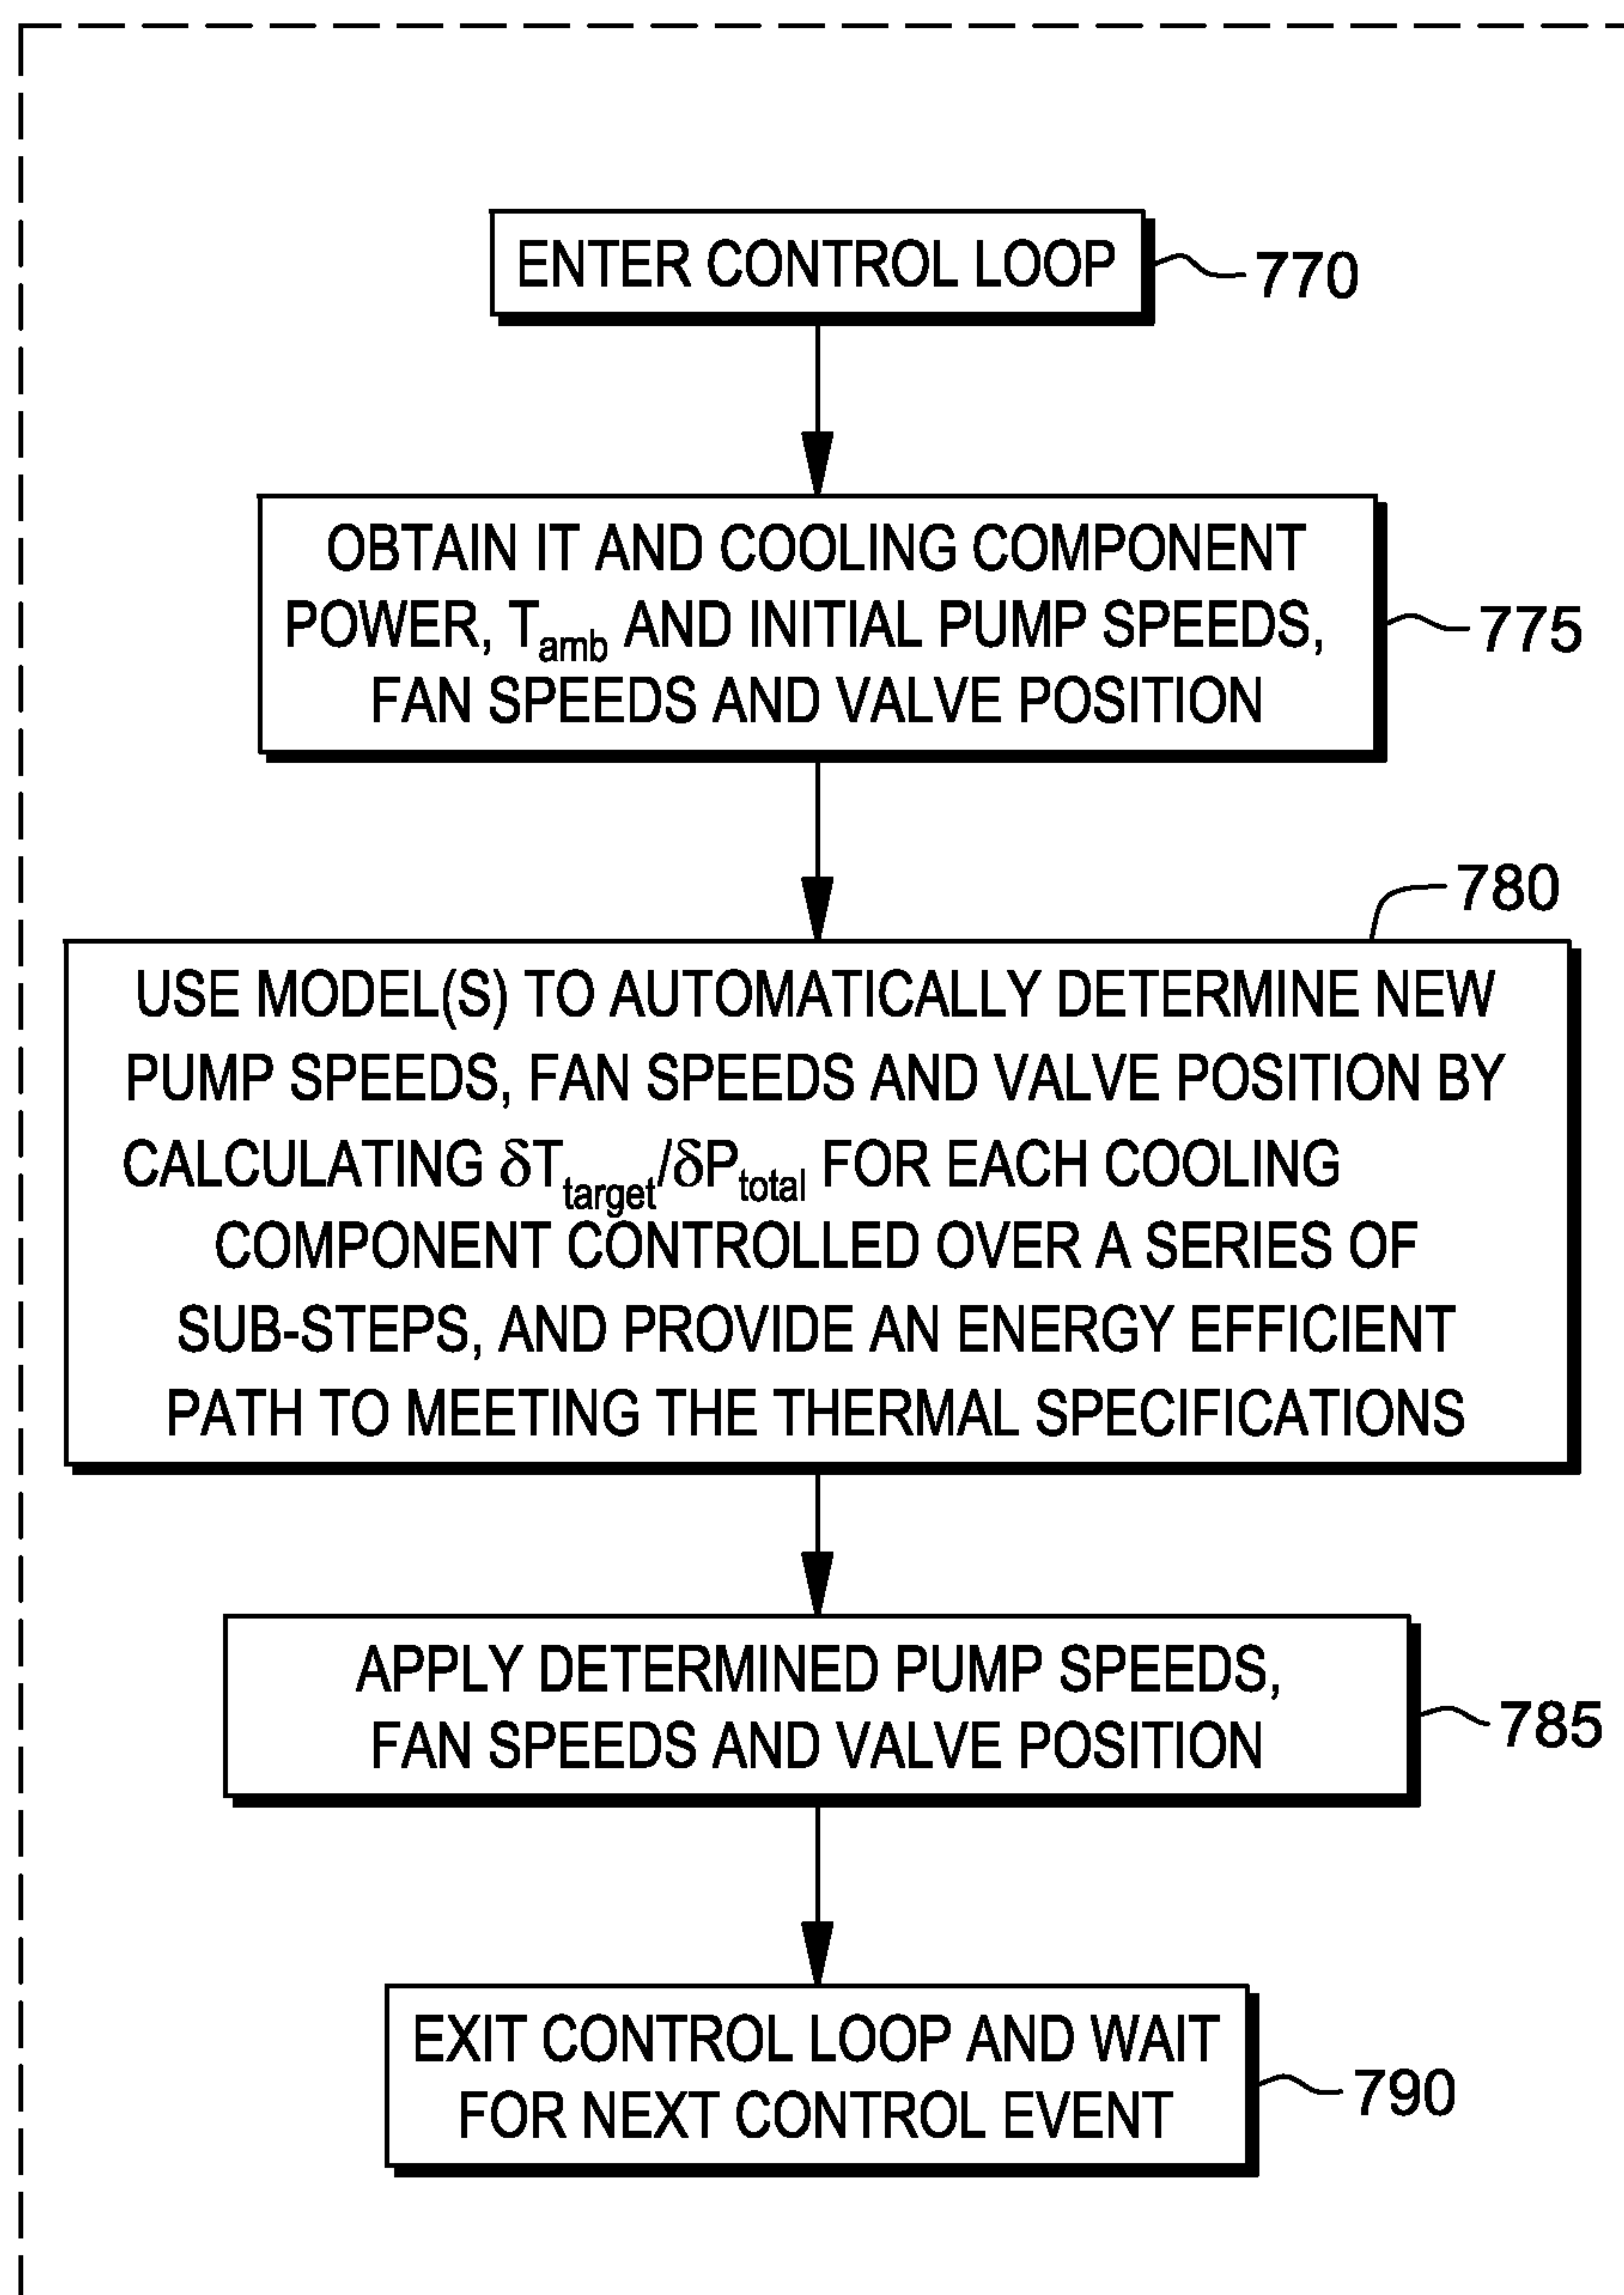 ENTER CONTROL LOOP
770
OBTAIN IT AND COOLING COMPONENT
POWER, Tamb AND INITIAL PUMP SPEEDS,
FAN SPEEDS AND VALVE POSITION
775
780
USE MODEL(S) TO AUTOMATICALLY DETERMINE NEW
PUMP SPEEDS, FAN SPEEDS AND VALVE POSITION BY
CALCULATING δTtarget/δPtotal FOR EACH COOLING
COMPONENT CONTROLLED OVER A SERIES OF
SUB-STEPS, AND PROVIDE AN ENERGY EFFICIENT
PATH TO MEETING THE THERMAL SPECIFICATIONS
APPLY DETERMINED PUMP SPEEDS,
FAN SPEEDS AND VALVE POSITION
785
EXIT CONTROL LOOP AND WAIT
FOR NEXT CONTROL EVENT
790